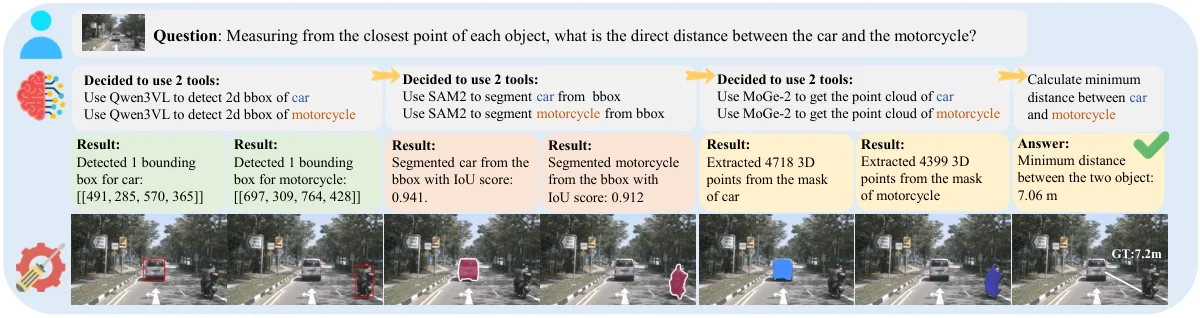 Question: Measuring from the closest point of each object, what is the direct distance between the car and the motorcycle?
Decided to use 2 tools:
Use Qwen3VL to detect 2d bbox of car
Use Qwen3VL to detect 2d bbox of motorcycle
Decided to use 2 tools:
Use SAM2 to segment car from bbox
Use SAM2 to segment motorcycle from bbox
Decided to use 2 tools:
Use MoGe-2 to get the point cloud of car
Use MoGe-2 to get the point cloud of motorcycle
Calculate minimum
distance between car
and motorcycle
Result:
Detected 1 bounding
box for car:
[[491, 285, 570, 365]]
Result:
Detected 1 bounding
box for motorcycle:
[[697, 309, 764, 428]]
Result:
Segmented car from the
bbox with IoU score:
0.941.
Result:
Segmented motorcycle
from the bbox with
IoU score: 0.912
Result:
Extracted 4718 3D
points from the mask
of car
Result:
Extracted 4399 3D
points from the mask
of motorcycle
Answer:
Minimum distance
between the two object:
7.06 m
GT:7.2m